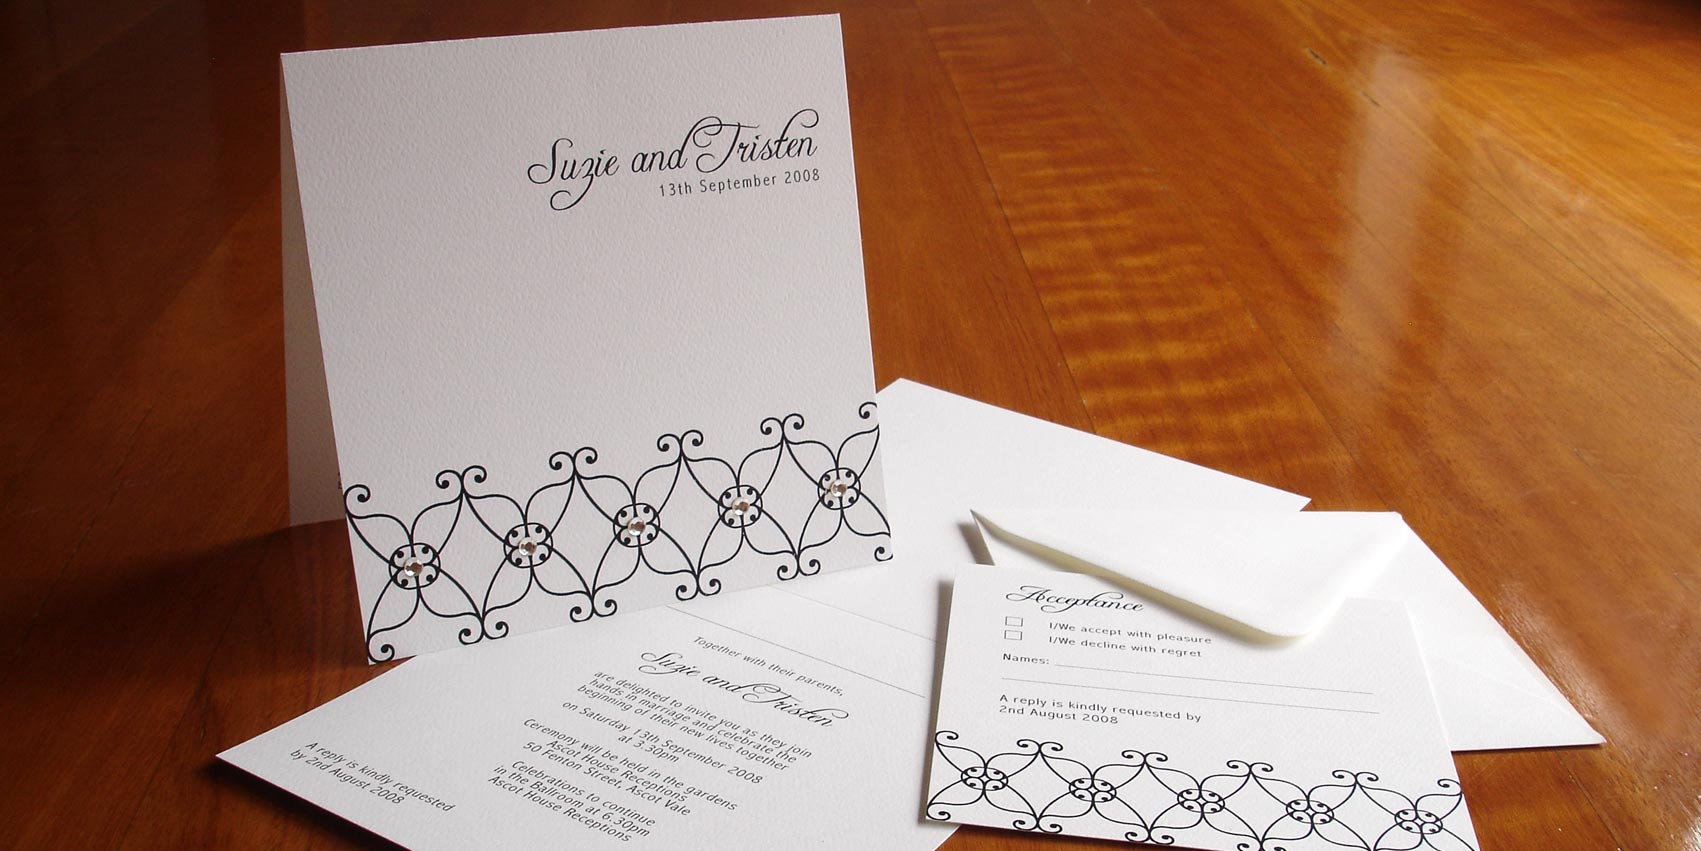 Suzie and Tristen
13th September 2008
Together with their parents,
Suzie and Tristen
are delighted to invite you as they join
hands in marriage and celebrate the
beginning of their new lives together
on Saturday 13th September 2008
at 3.30pm
Ceremony will be held in the gardens
Ascot House Receptions
50 Fenton Street, Ascot Vale
Celebrations to continue
in the Ballroom at 6.30pm
Ascot House Receptions
A reply is kindly requested
by 2nd August 2008
Acceptance
I/We accept with pleasure
I/We decline with regret
Names:
A reply is kindly requested by
2nd August 2008